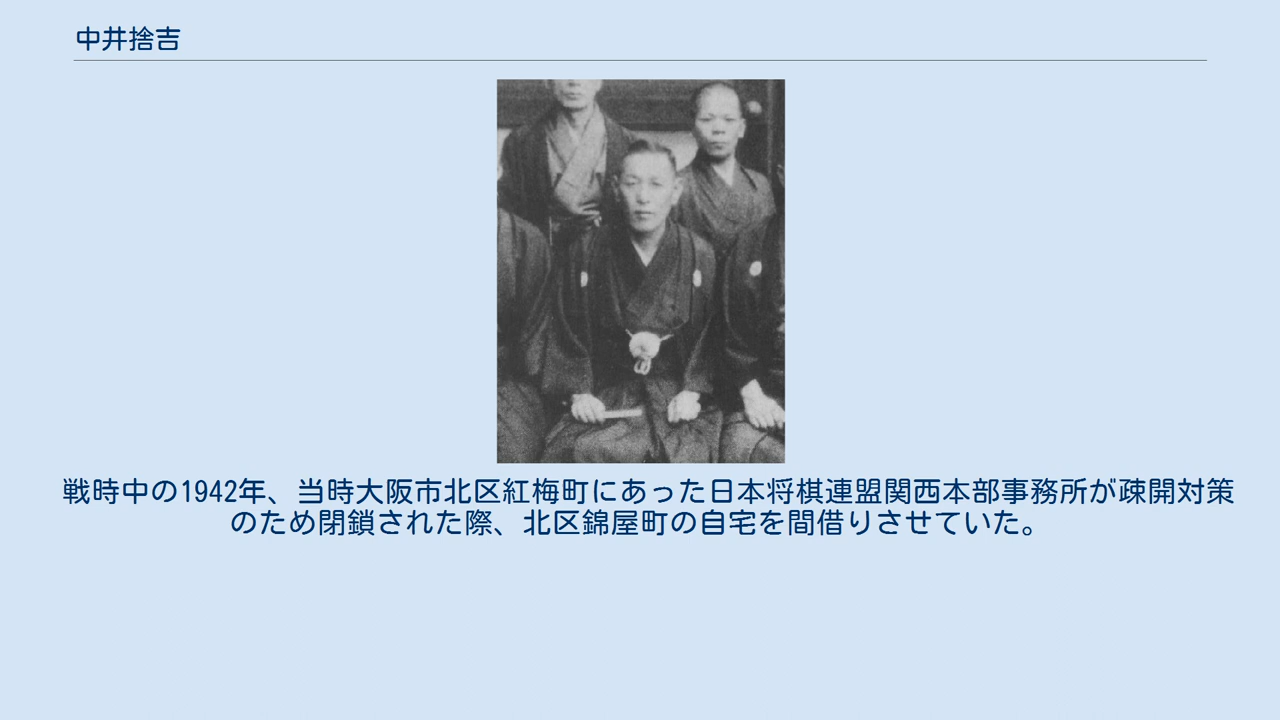 中井捨吉
戦時中の1942年、当時大阪市北区紅梅町にあった日本将棋連盟関西本部事務所が疎開対策
のため閉鎖された際、北区錦屋町の自宅を間借りさせていた。